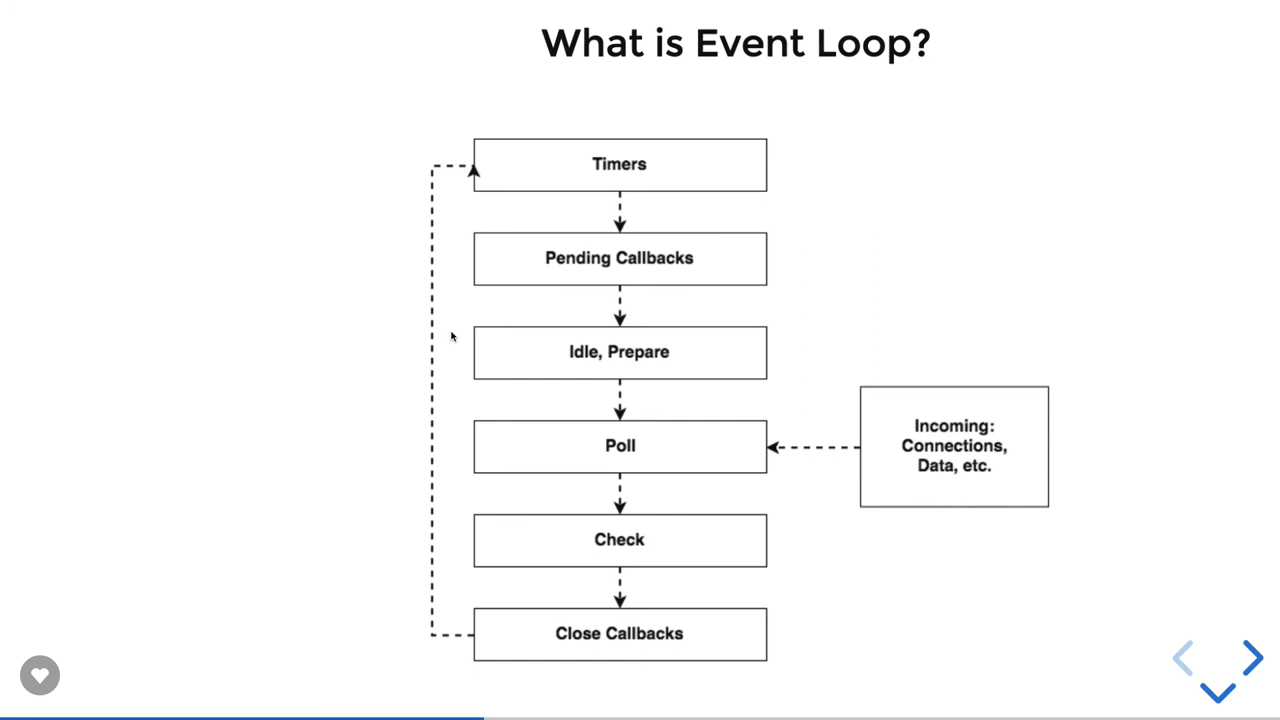 What is Event Loop?
Timers
Pending Callbacks
Idle, Prepare
Poll
Incoming:
Connections,
Data, etc.
Check
Close Callbacks